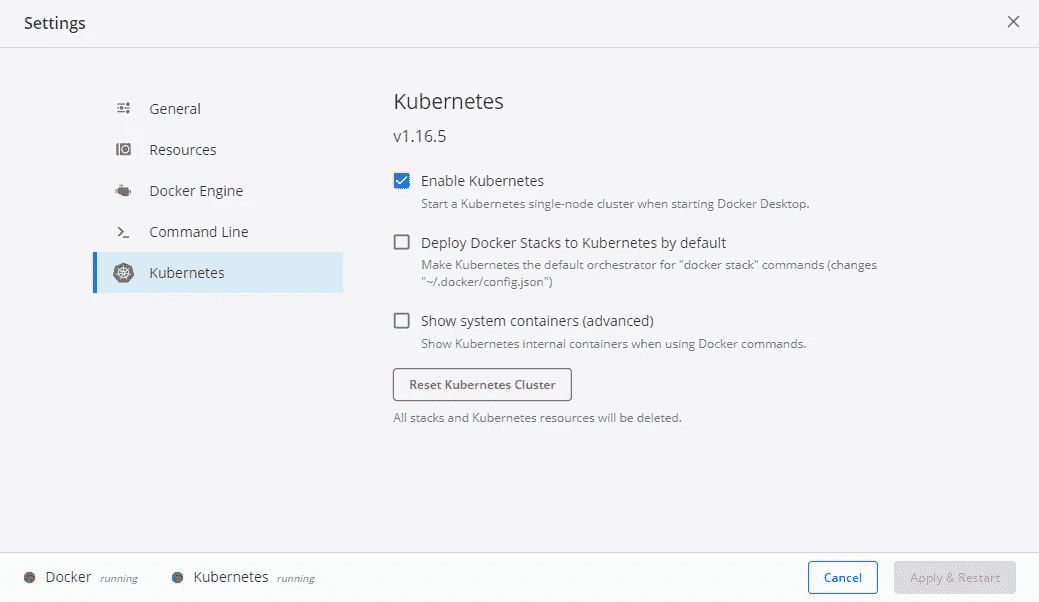 Settings
General
Resources
Docker Engine
Command Line
Kubernetes
Kubernetes
v1.16.5
Enable Kubernetes
Start a Kubernetes single-node cluster when starting Docker Desktop.
Deploy Docker Stacks to Kubernetes by default
Make Kubernetes the default orchestrator for "docker stack" commands (changes
"~/.docker/config.json")
Show system containers (advanced)
Show Kubernetes internal containers when using Docker commands.
Reset Kubernetes Cluster
All stacks and Kubernetes resources will be deleted.
Docker running Kubernetes running
Cancel
Apply & Restart